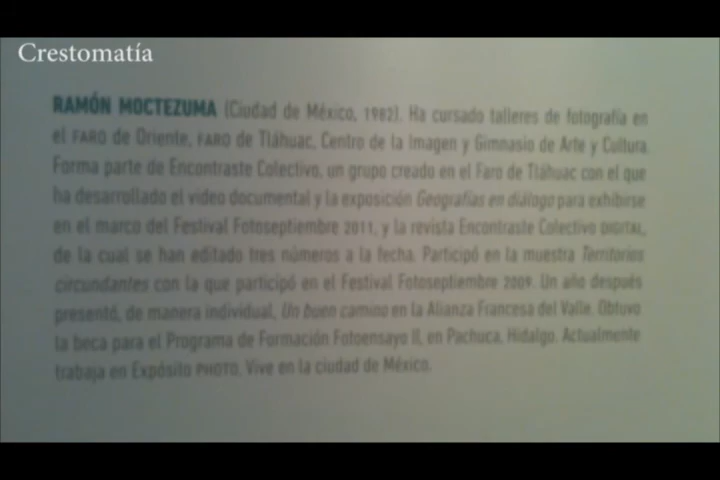 Crestomatía
RAMÓN MOCTEZUMA (Ciudad de México, 1982). Ha cursado talleres de fotografía en
el FARO de Oriente, FARO de Tláhuac, Centro de la Imagen y Gimnasio de Arte y Cultura.
Forma parte de Encontraste Colectivo, un grupo creado en el Faro de Tláhuac con el que
ha desarrollado el video documental y la exposición Geografías en diálogo para exhibirse
en el marco del Festival Fotoseptiembre 2011, y la revista Encontraste Colectivo DIGITAL,
de la cual se han editado tres números a la fecha. Participó en la muestra Territorios
circundantes con la que participó en el Festival Fotoseptiembre 2009. Un año después
presentó, de manera individual, Un buen camino en la Alianza Francesa del Valle. Obtuvo
la beca para el Programa de Formación Fotoensayo II, en Pachuca, Hidalgo. Actualmente
trabaja en Expósito PHOTO. Vive en la ciudad de México.